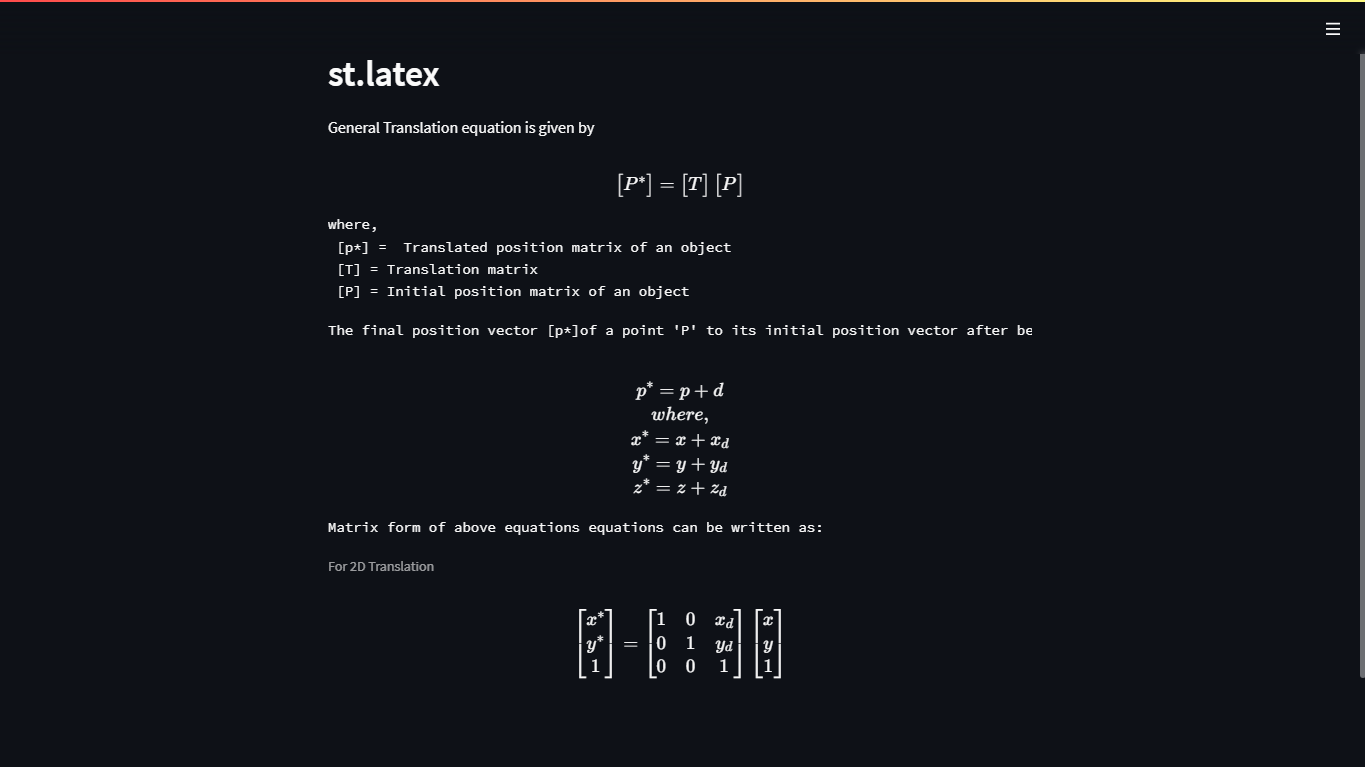 st.latex
General Translation equation is given by
[P*] = [T] [P]
where,
[p*] =  Translated position matrix of an object
[T] = Translation matrix
[P] = Initial position matrix of an object
The final position vector [p*]of a point 'P' to its initial position vector after be
p* = p + d
where,
x* = x + x_d
y* = y + y_d
z* = z + z_d
Matrix form of above equations equations can be written as:
For 2D Translation
[x*] [1 0 x_d] [x]
[y*] = [0 1 y_d] [y]
[1] [0 0 1] [1]